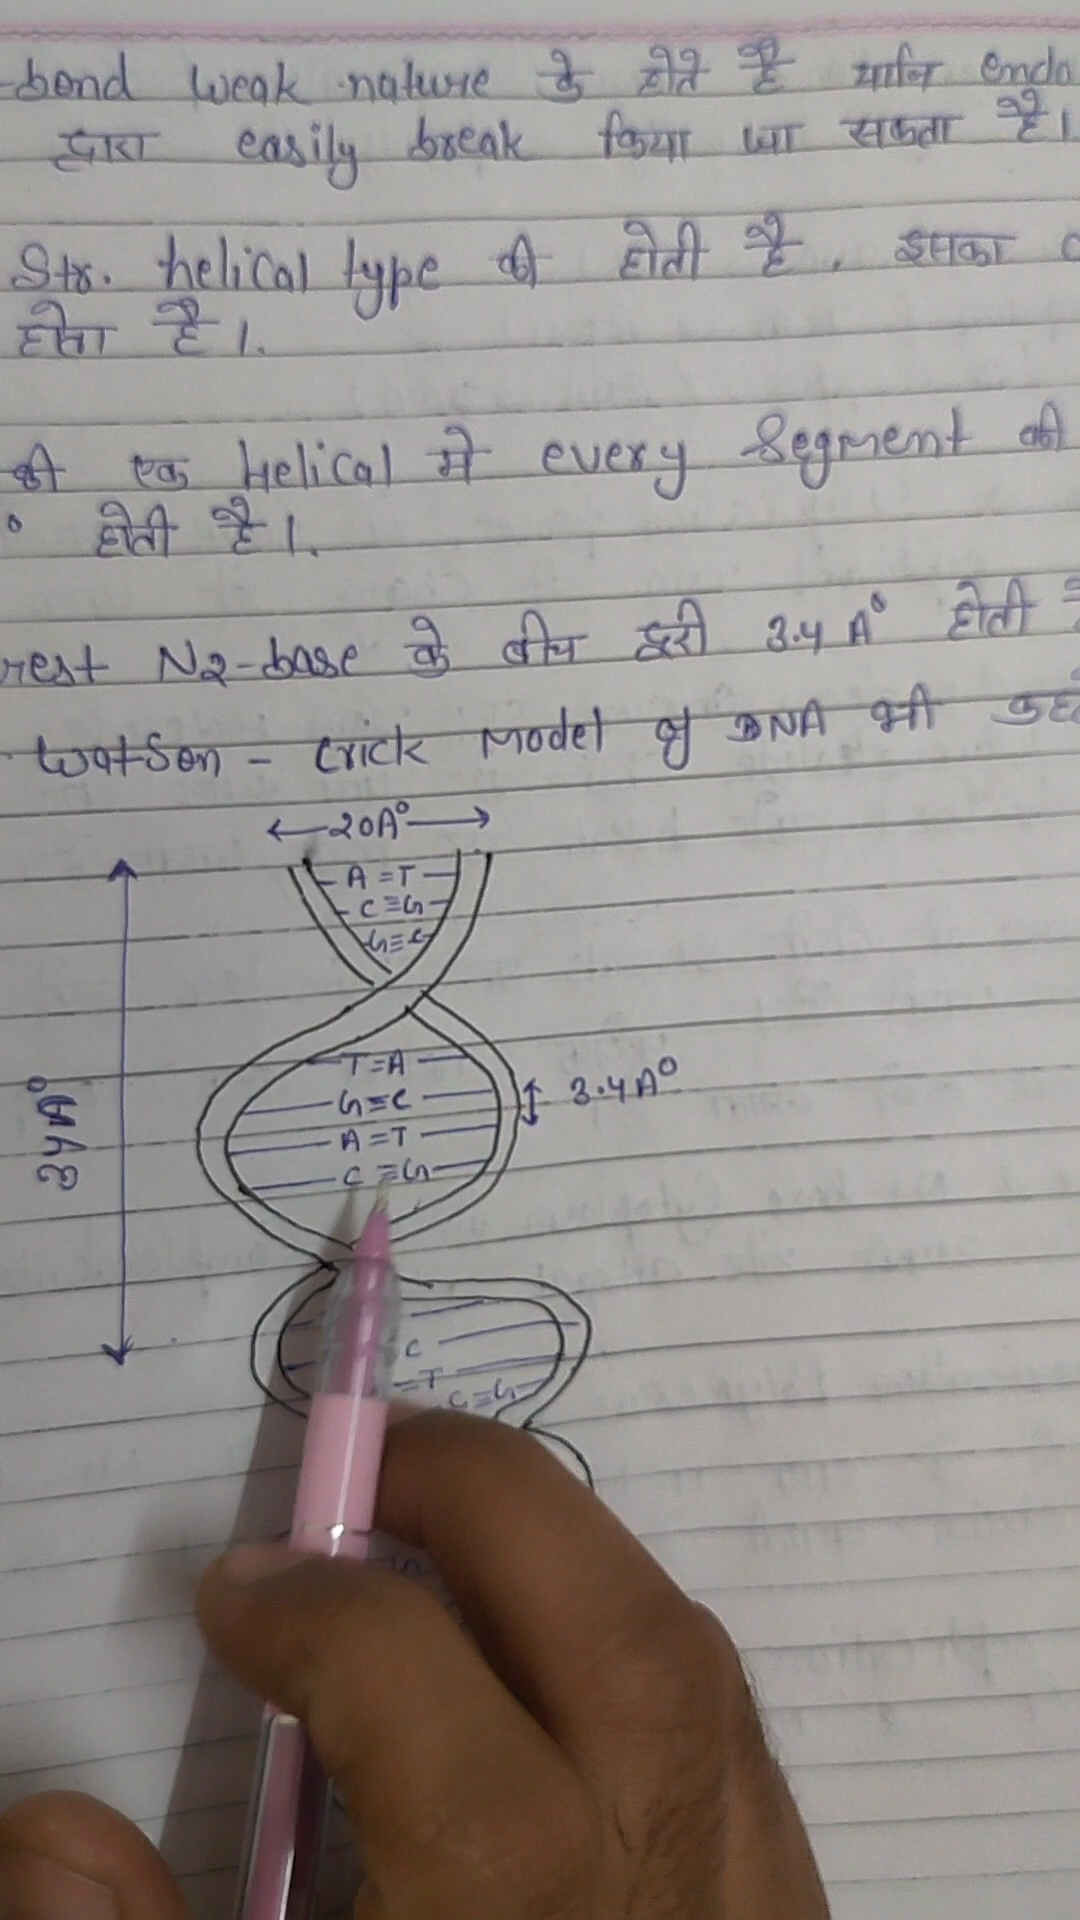 -bond weak nature के होते है यानि endo
द्वारा easily break किया जा सकता है।
Str. helical type की होती है, इसका
होता है।.
की एक Helical मे every segment की
° होती है।.
rest N2-base के बीच दूरी 3.4 A° होती है
Watson - Crick Model of DNA भी कहते
←20A°→
A = T
C ≡ G
G ≡ C
T = A
G ≡ C
3.4A°
A = T
C ≡ G
34A°
C
= T
C ≡ G